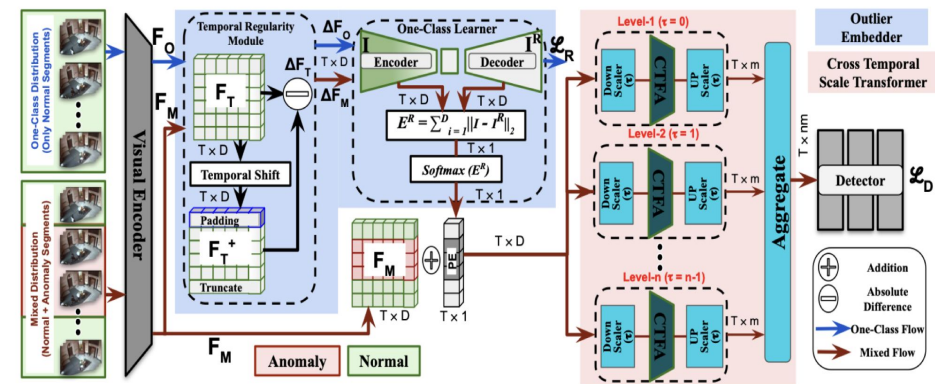 One-Class Distribution
(Only Normal Segments)
Mixed Distribution
(Normal + Anomaly Segments)
Visual Encoder
F_O
F_M
F_M
Temporal Regularity
Module
F_T
T × D
Temporal Shift
T × D
Padding
F_T^+
Truncate
ΔF_T
ΔF_O
T × D
ΔF_M
One-Class Learner
I
Encoder
I^R
Decoder
ℒ_R
T × D
T × D
E^R = ∑^D_{i=1}||I - I^R||_2
T × 1
Softmax (E^R)
T × 1
F_M
T × D
PE
T × 1
T × D
Anomaly
Normal
Level-1 (τ = 0)
Down
Scaler
(τ)
CTFA
UP
Scaler
(τ)
T × m
Level-2 (τ = 1)
Down
Scaler
(τ)
CTFA
UP
Scaler
(τ)
T × m
Level-n (τ = n-1)
Down
Scaler
(τ)
CTFA
UP
Scaler
(τ)
T × m
Aggregate
T × nm
Outlier
Embedder
Cross Temporal
Scale Transformer
Detector
ℒ_D
Addition
Absolute
Difference
One-Class Flow
Mixed Flow